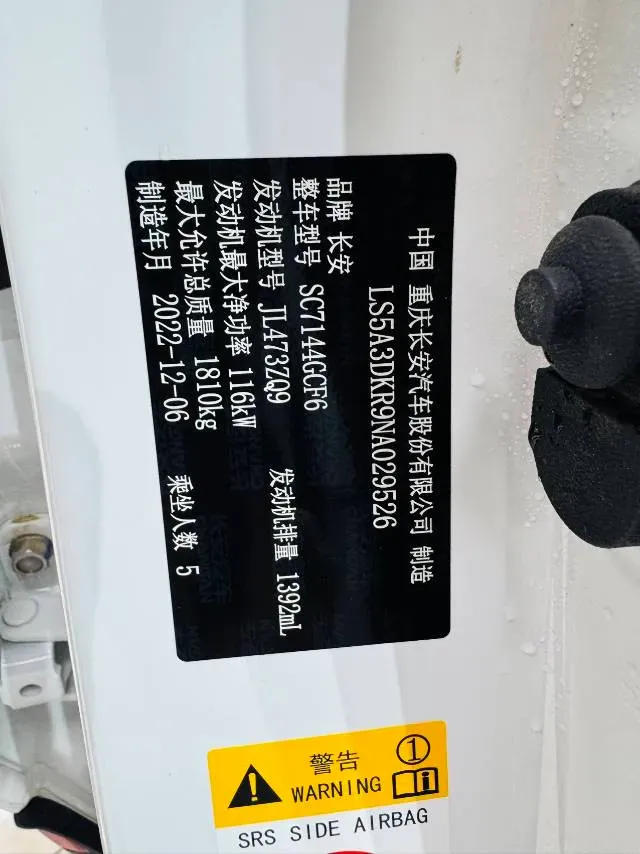 中国 重庆长安汽车股份有限公司 制造
LS5A3DKR9NA029526
品牌 长安
整车型号 SC7144GCF6
发动机型号 JL473ZQ9 发动机排量 1392mL
发动机最大净功率 116kW
最大允许总质量 1810kg
制造年月 2022-12-06 乘坐人数 5
警告 1
WARNING i
SRS SIDE AIRBAG